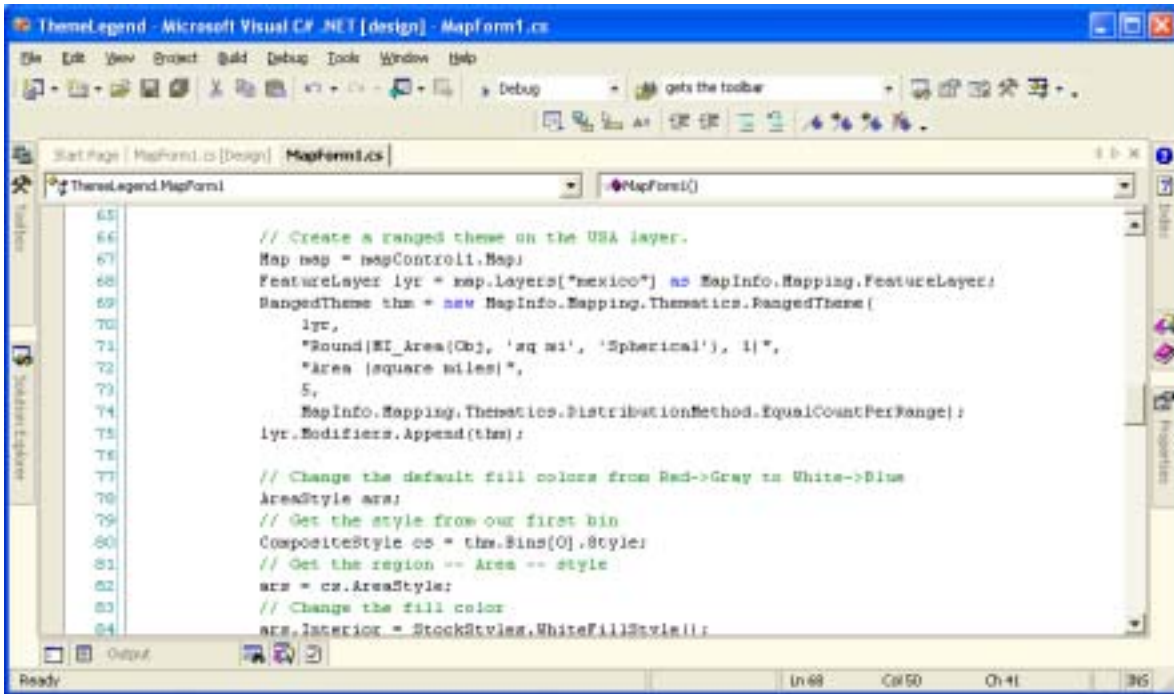 ThemeLegend - Microsoft Visual C# .NET [design] - MapForm1.cs
File Edit View Project Build Debug Tools Window Help
Debug gets the toolbar
Start Page | MapForm1.cs [Design] MapForm1.cs
ThemeLegend.MapForm1 MapForm1()
Toolbox
Index
Solution Explorer
Properties
65
66 // Create a ranged theme on the USA layer.
67 Map map = mapControl1.Map;
68 FeatureLayer lyr = map.Layers["mexico"] as MapInfo.Mapping.FeatureLayer;
69 RangedTheme thm = new MapInfo.Mapping.Thematics.RangedTheme(
70 lyr,
71 "Round(MI_Area(Obj, 'sq mi', 'Spherical'), 1)",
72 "Area (square miles)",
73 5,
74 MapInfo.Mapping.Thematics.DistributionMethod.EqualCountPerRange);
75 lyr.Modifiers.Append(thm);
76
77 // Change the default fill colors from Red->Gray to White->Blue
78 AreaStyle ars;
79 // Get the style from our first bin
80 CompositeStyle cs = thm.Bins[0].Style;
81 // Get the region -- Area -- style
82 ars = cs.AreaStyle;
83 // Change the fill color
84 ars.Interior = StockStyles.WhiteFillStyle();
Output
Ready Ln 68 Col 50 Ch 41 INS